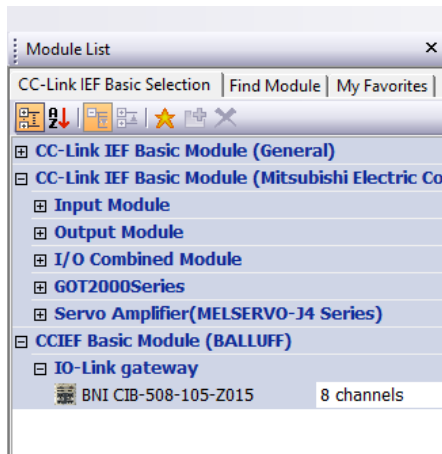 Module List
CC-Link IEF Basic Selection Find Module My Favorites
CC-Link IEF Basic Module (General)
CC-Link IEF Basic Module (Mitsubishi Electric Co
Input Module
Output Module
I/O Combined Module
GOT2000Series
Servo Amplifier(MELSERVO-J4 Series)
CCIEF Basic Module (BALLUFF)
IO-Link gateway
BNI CIB-508-105-Z015 8 channels